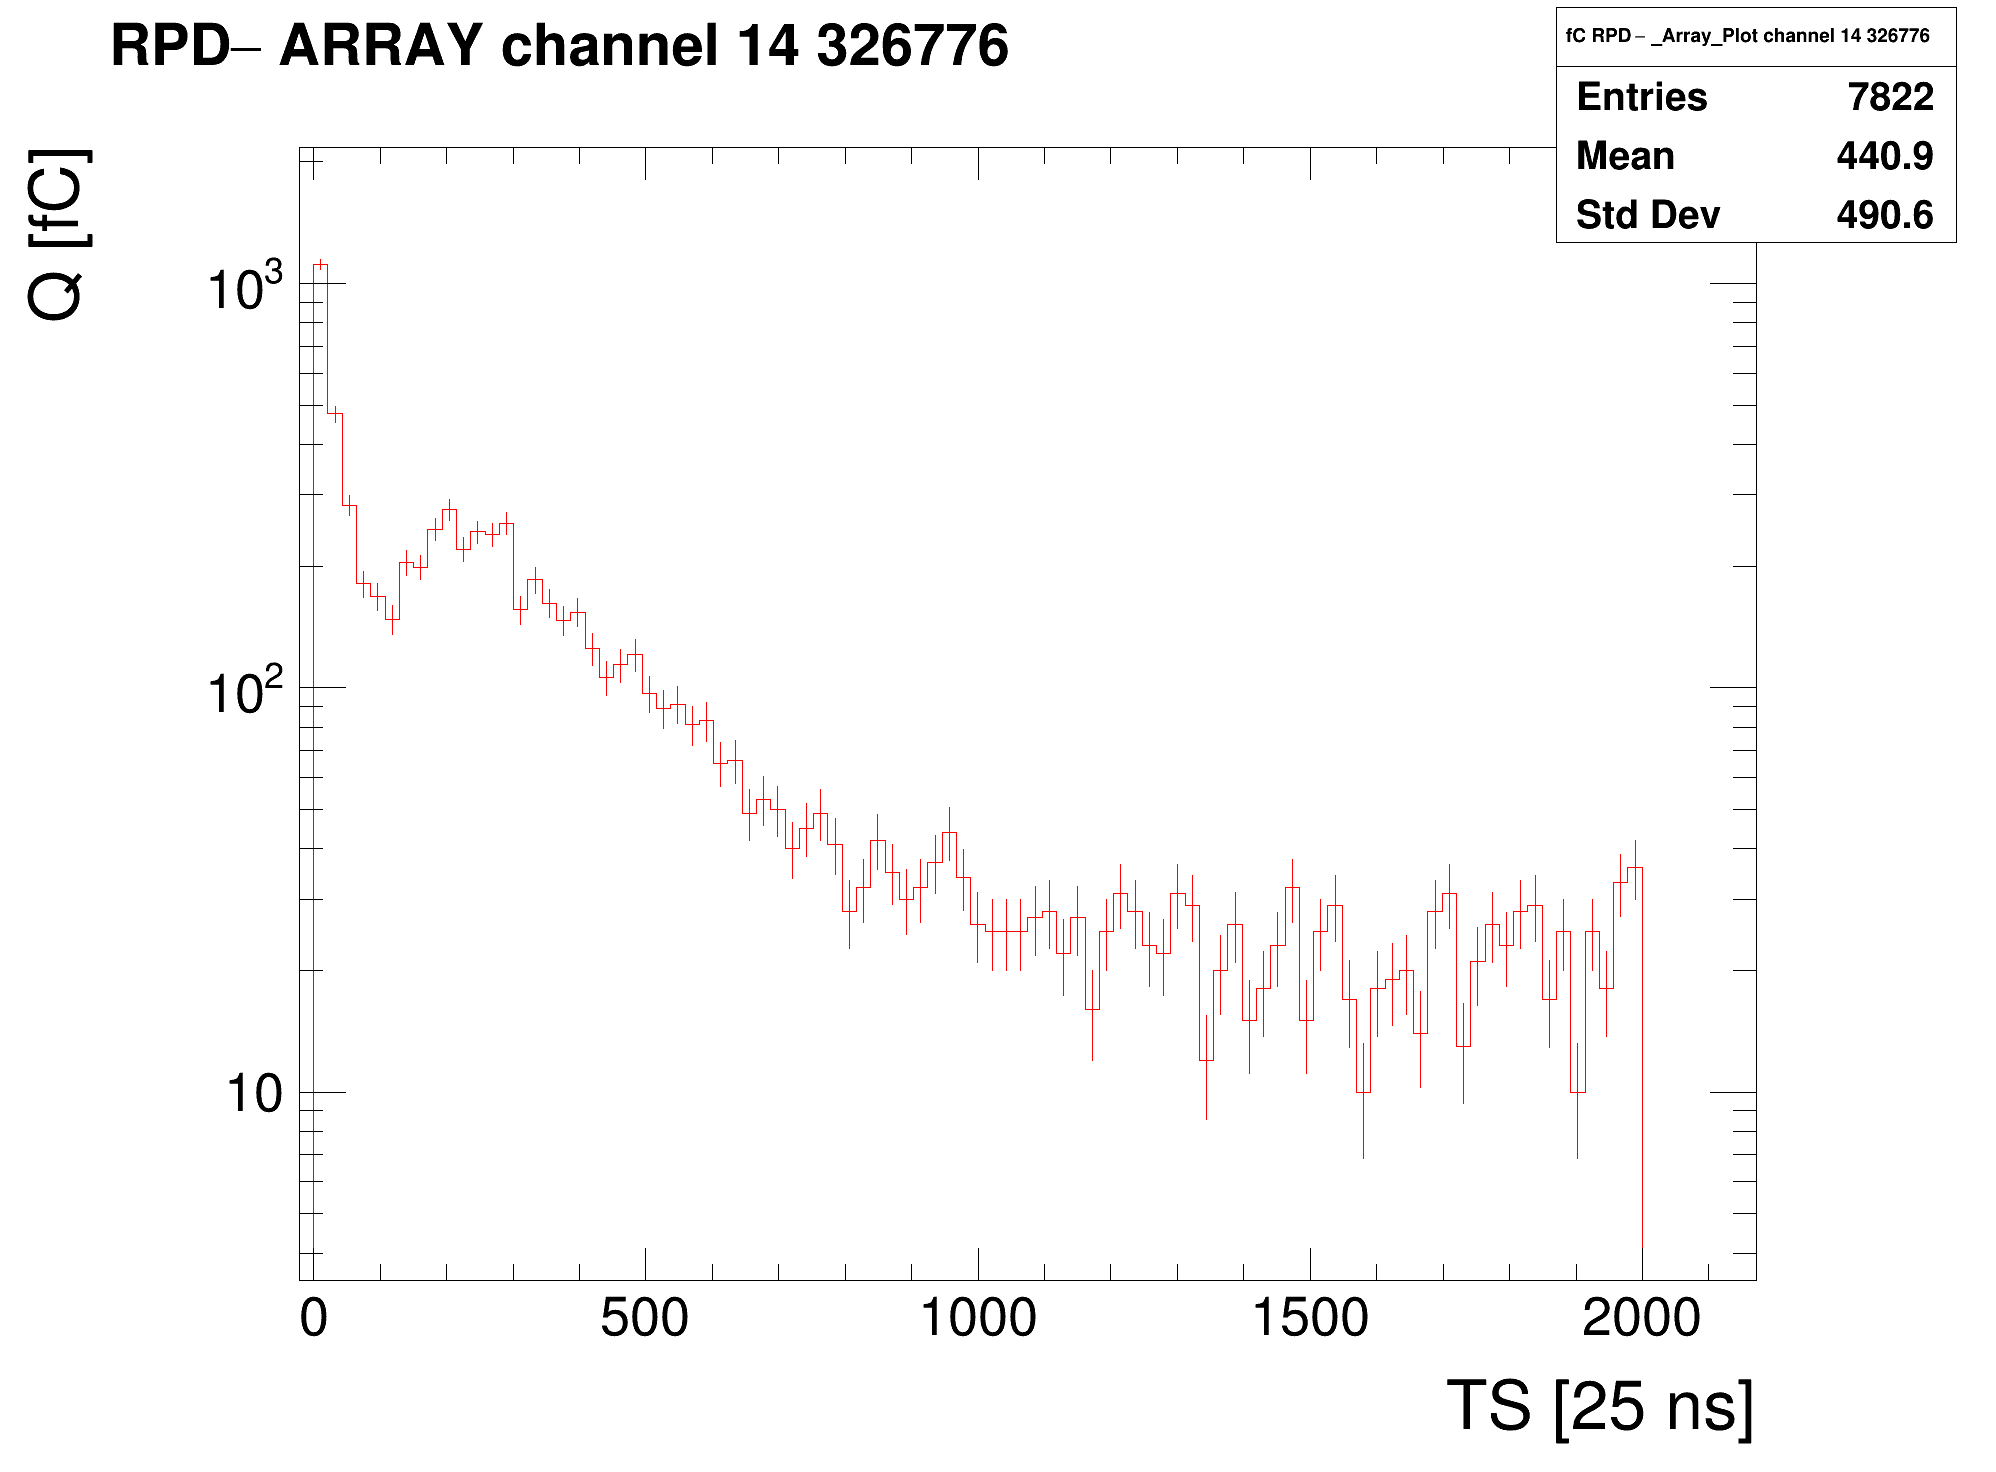 RPD– ARRAY channel 14 326776
fC RPD – _Array_Plot channel 14 326776
Entries 7822
Mean 440.9
Std Dev 490.6
Q [fC]
10³
10²
10
0 500 1000 1500 2000
TS [25 ns]